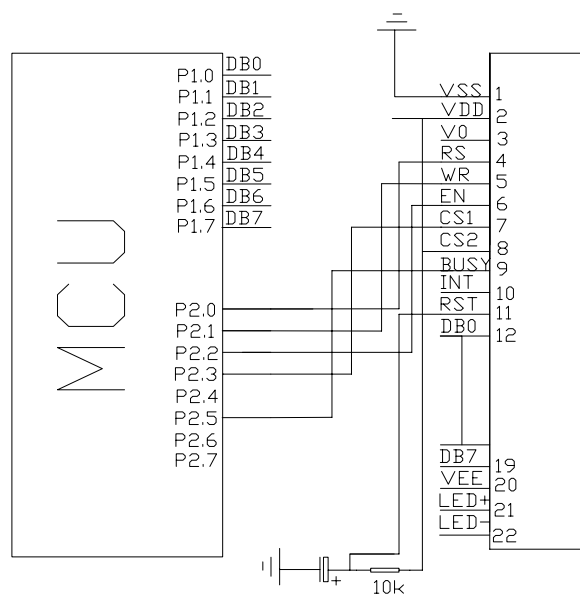 MCU
P1.0 DB0
P1.1 DB1
P1.2 DB2
P1.3 DB3
P1.4 DB4
P1.5 DB5
P1.6 DB6
P1.7 DB7
P2.0
P2.1
P2.2
P2.3
P2.4
P2.5
P2.6
P2.7
VSS 1
VDD 2
V0 3
RS 4
WR 5
EN 6
CS1 7
CS2 8
BUSY 9
INT 10
RST 11
DB0 12
DB7 19
VEE 20
LED+ 21
LED- 22
+
10k